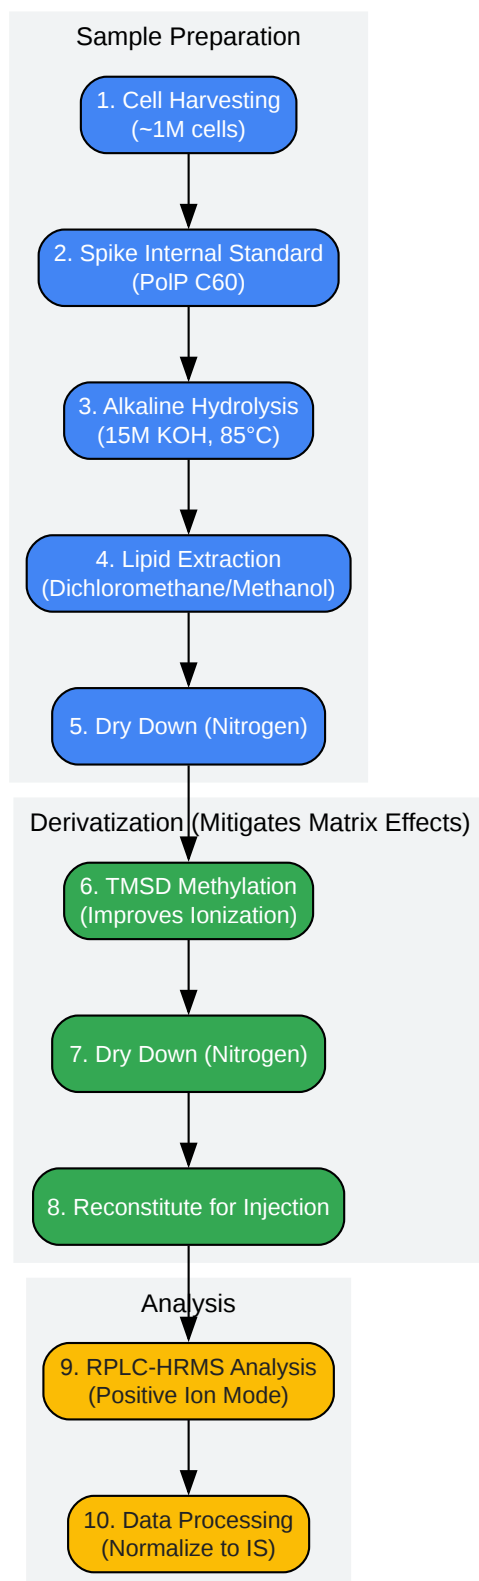 Sample Preparation
1. Cell Harvesting
(~1M cells)
2. Spike Internal Standard
(PolP C60)
3. Alkaline Hydrolysis
(15M KOH, 85°C)
4. Lipid Extraction
(Dichloromethane/Methanol)
5. Dry Down (Nitrogen)
Derivatization (Mitigates Matrix Effects)
6. TMSD Methylation
(Improves Ionization)
7. Dry Down (Nitrogen)
8. Reconstitute for Injection
Analysis
9. RPLC-HRMS Analysis
(Positive Ion Mode)
10. Data Processing
(Normalize to IS)